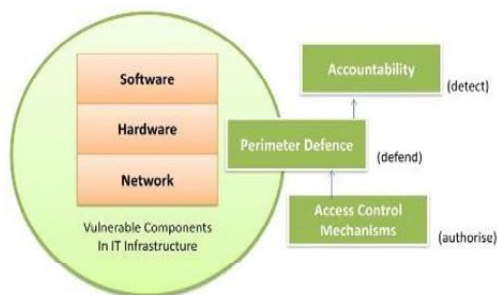 Software
Hardware
Network
Vulnerable Components
In IT Infrastructure
Accountability
(detect)
Perimeter Defence
(defend)
Access Control
Mechanisms
(authorise)